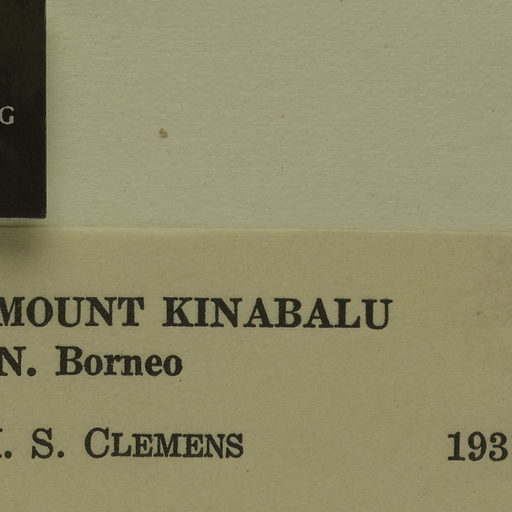 G
MOUNT KINABALU
N. Borneo
. S. CLEMENS 193